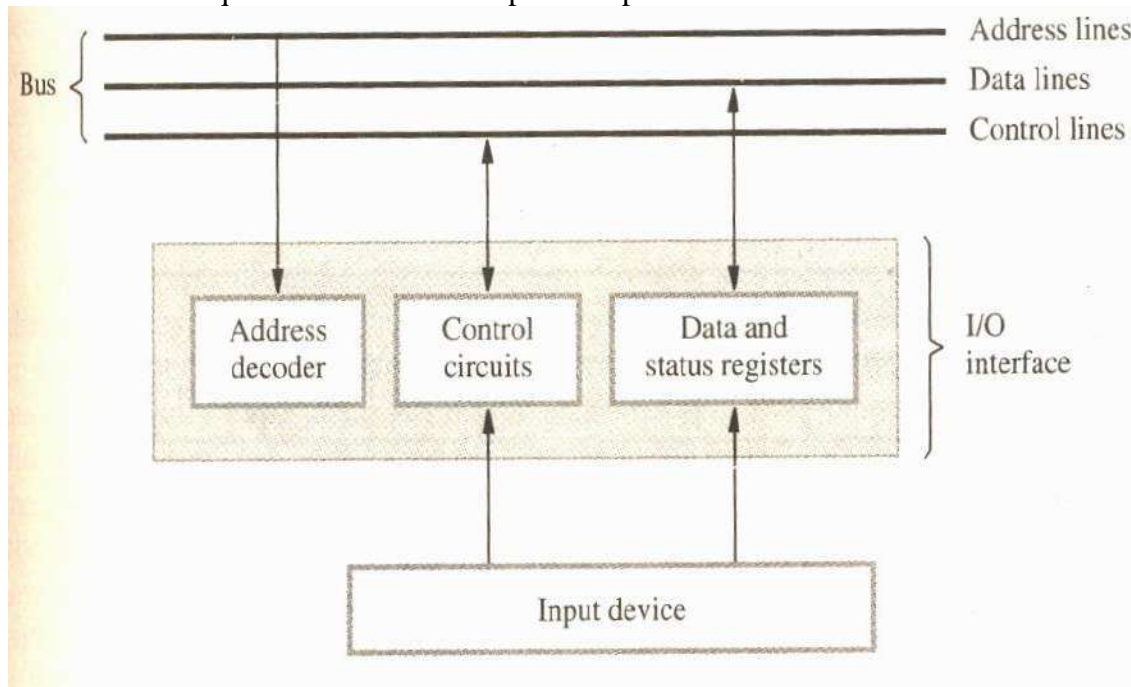 Address lines
Bus
Data lines
Control lines
Address
decoder
Control
circuits
Data and
status registers
I/O
interface
Input device